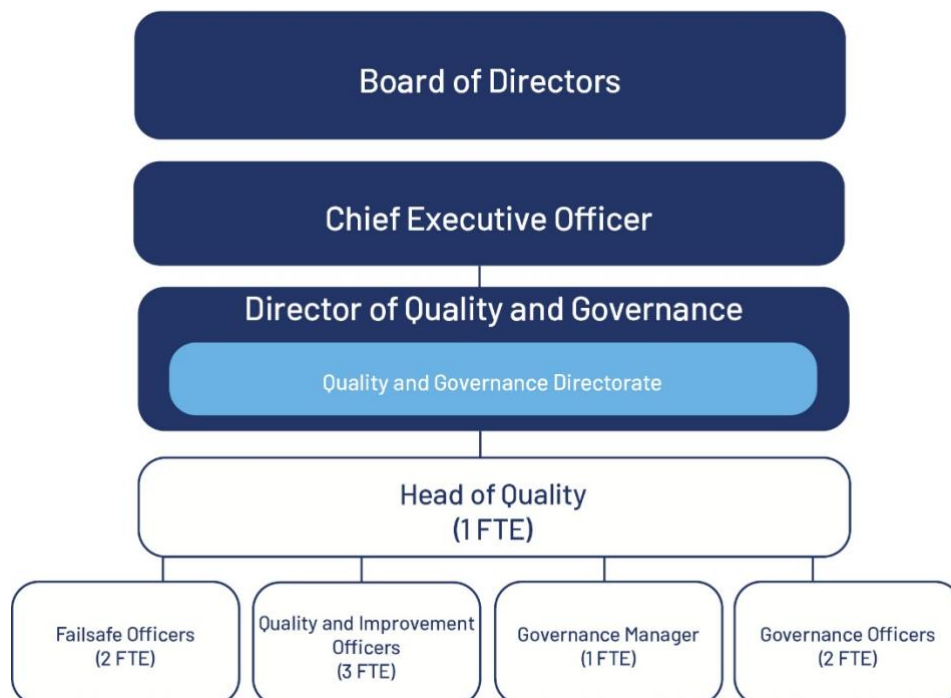 Board of Directors
Chief Executive Officer
Director of Quality and Governance
Quality and Governance Directorate
Head of Quality
(1 FTE)
Failsafe Officers
(2 FTE)
Quality and Improvement
Officers
(3 FTE)
Governance Manager
(1 FTE)
Governance Officers
(2 FTE)